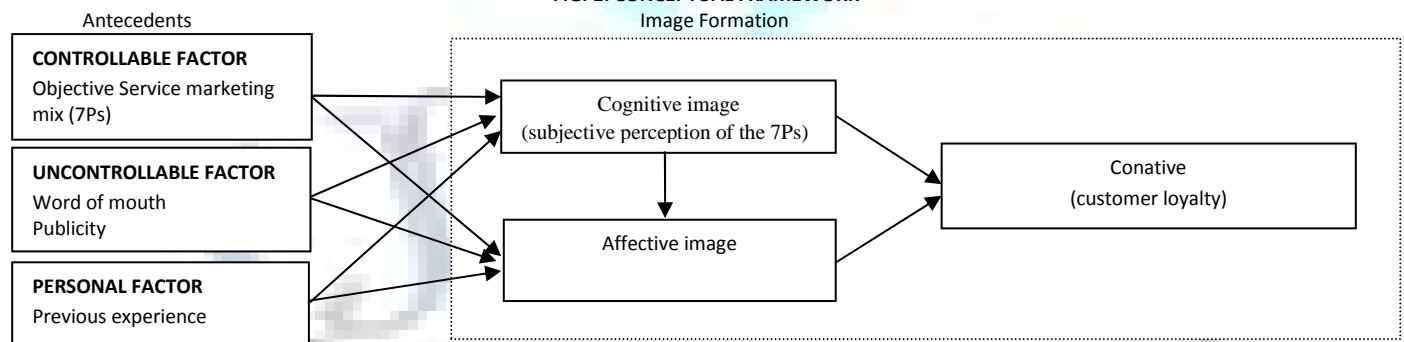 Antecedents
Image Formation
CONTROLLABLE FACTOR
Objective Service marketing
mix (7Ps)
UNCONTROLLABLE FACTOR
Word of mouth
Publicity
PERSONAL FACTOR
Previous experience
Cognitive image
(subjective perception of the 7Ps)
Affective image
Conative
(customer loyalty)